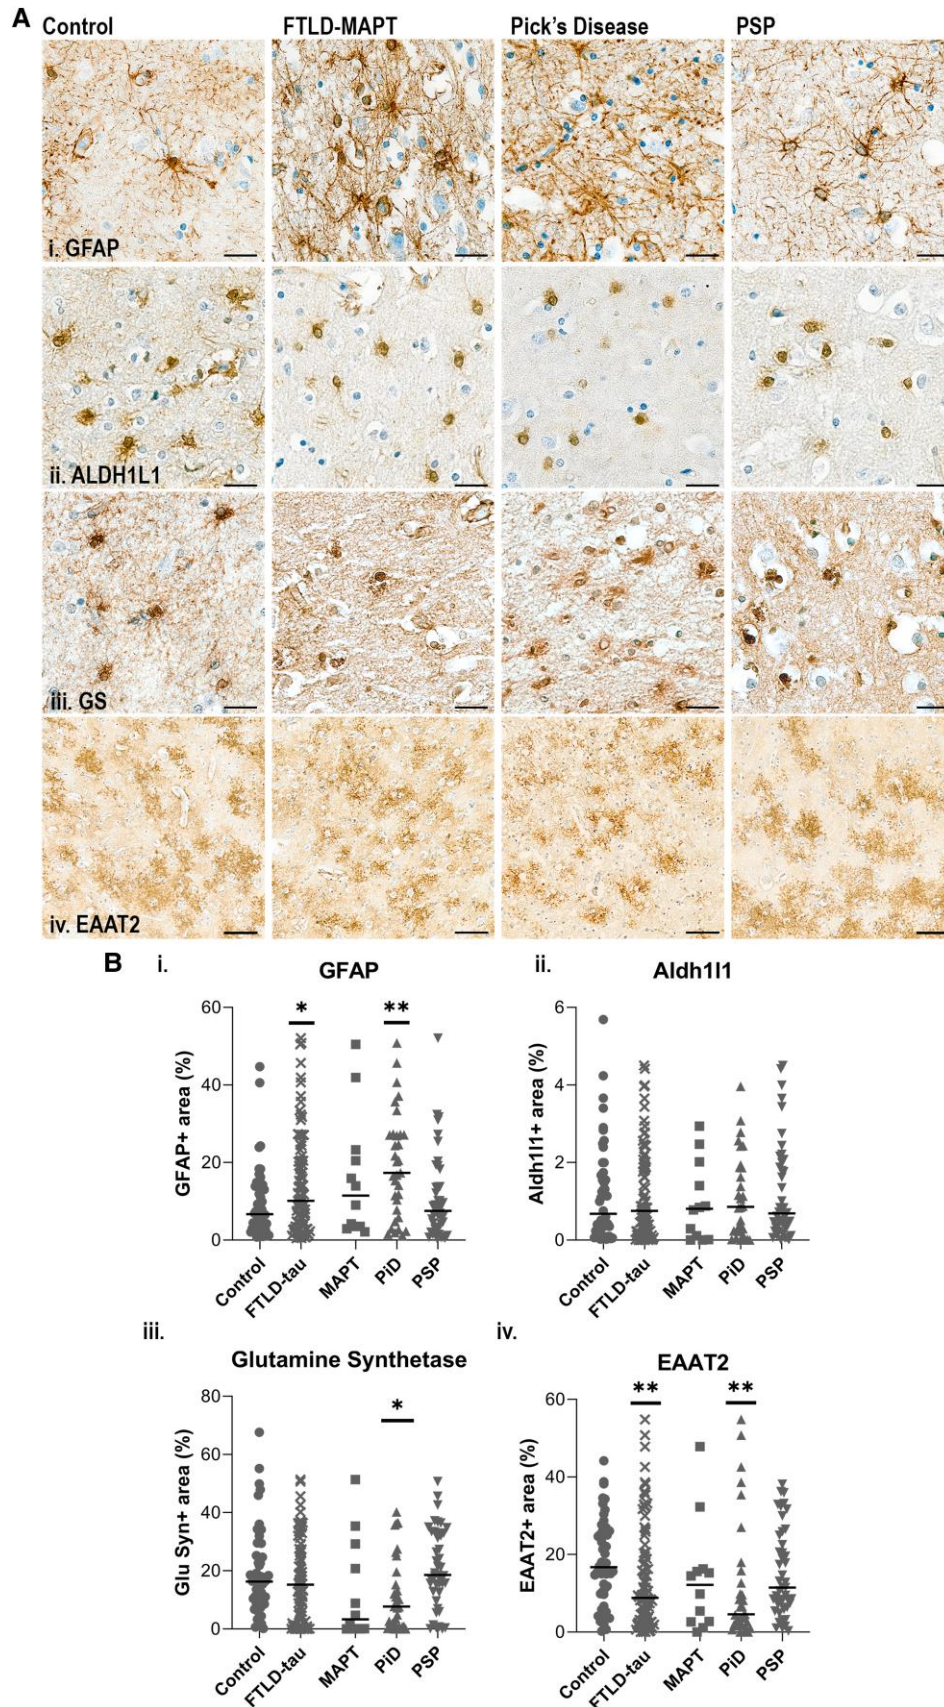 A
Control FTLD-MAPT Pick's Disease PSP
i. GFAP
ii. ALDH1L1
iii. GS
iv. EAAT2
B i. ii.
GFAP Aldh1l1
* **
60 6
40 4
20 2
0 0
GFAP+ area (%) Aldh1l1+ area (%)
Control FTLD-tau MAPT PiD PSP Control FTLD-tau MAPT PiD PSP
iii. iv.
Glutamine Synthetase EAAT2
* ** **
80 60
60 40
40 20
20 0
0
Glu Syn+ area (%) EAAT2+ area (%)
Control FTLD-tau MAPT PiD PSP Control FTLD-tau MAPT PiD PSP